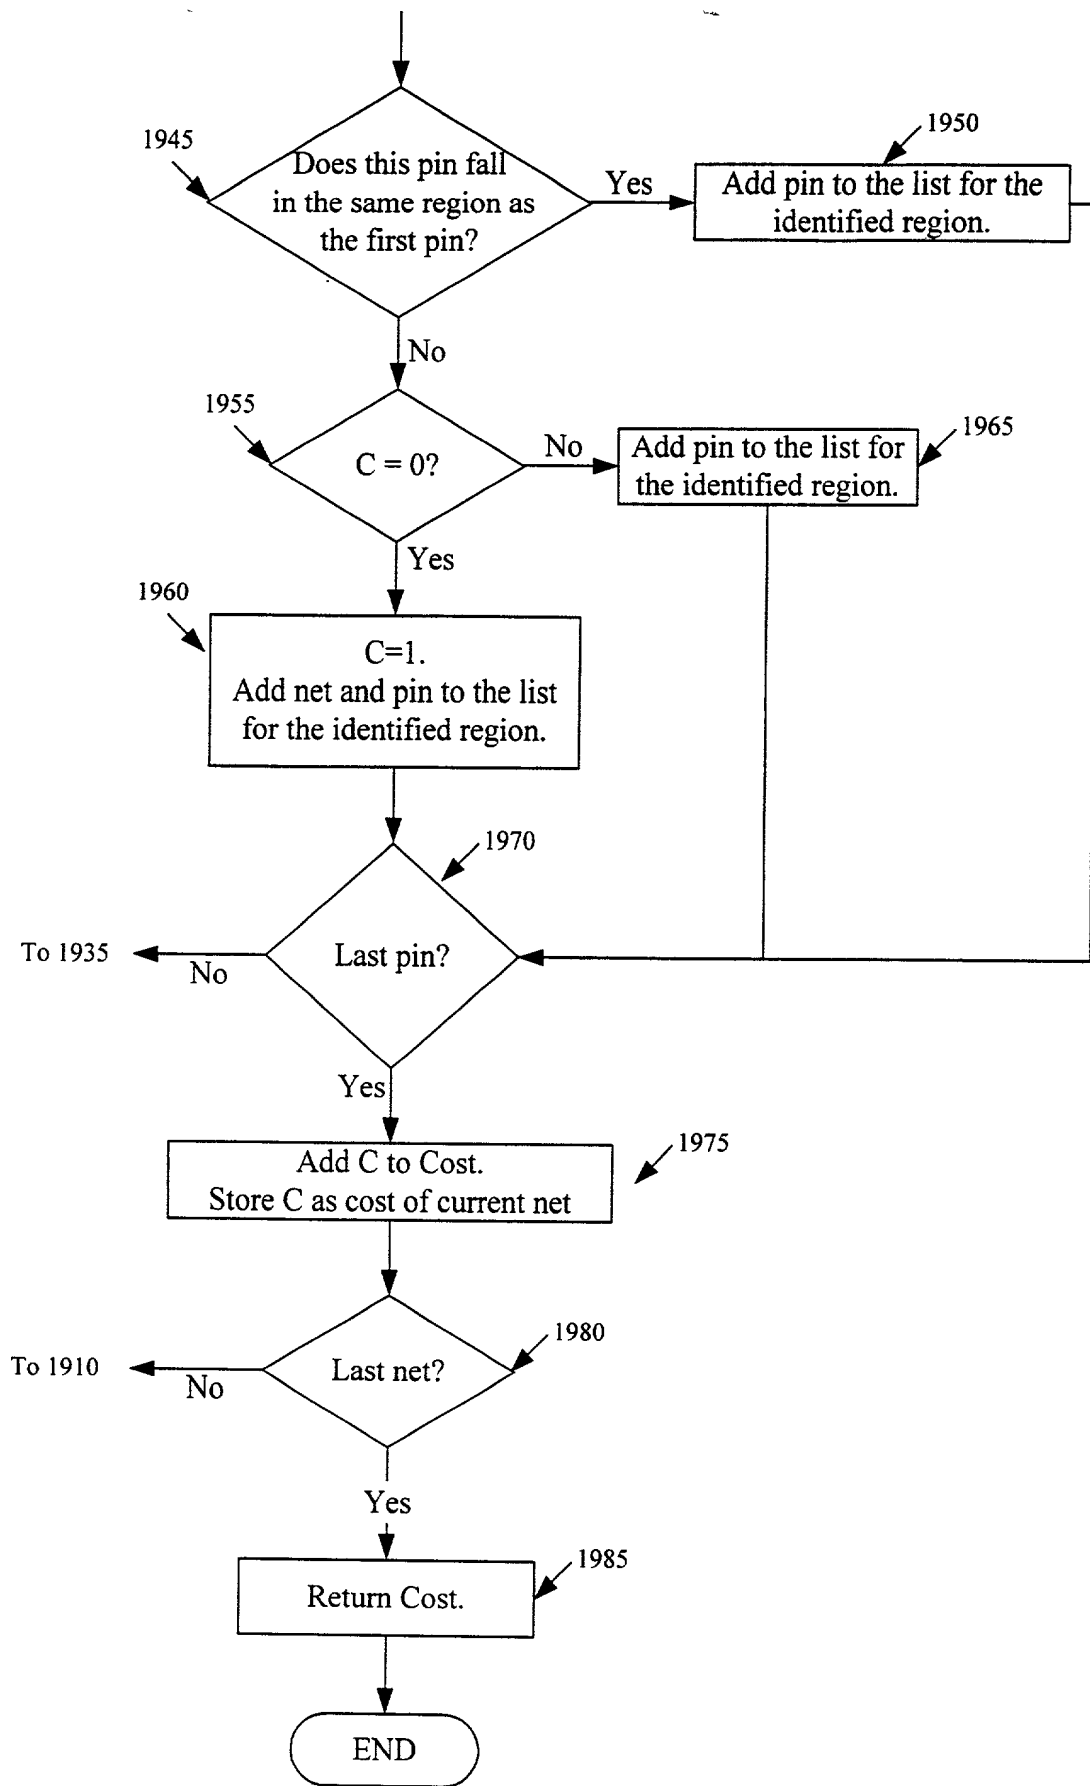 1945
Does this pin fall
in the same region as
the first pin?
Yes
1950
Add pin to the list for the
identified region.
No
1955
C = 0?
No
1965
Add pin to the list for
the identified region.
Yes
1960
C=1.
Add net and pin to the list
for the identified region.
1970
Last pin?
To 1935
No
Yes
1975
Add C to Cost.
Store C as cost of current net
1980
Last net?
To 1910
No
Yes
1985
Return Cost.
END